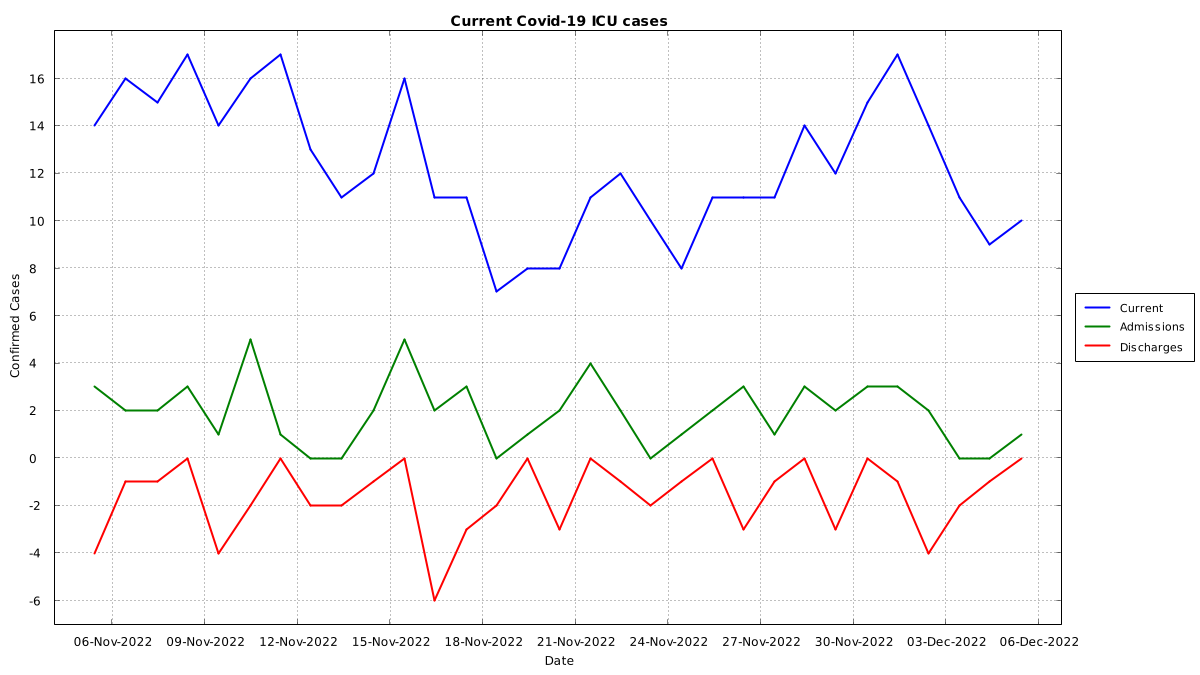 Current Covid-19 ICU cases
16
14
12
10
8
6
4
2
0
-2
-4
-6
Confirmed Cases
06-Nov-2022 09-Nov-2022 12-Nov-2022 15-Nov-2022 18-Nov-2022 21-Nov-2022 24-Nov-2022 27-Nov-2022 30-Nov-2022 03-Dec-2022 06-Dec-2022
Date
Current
Admissions
Discharges